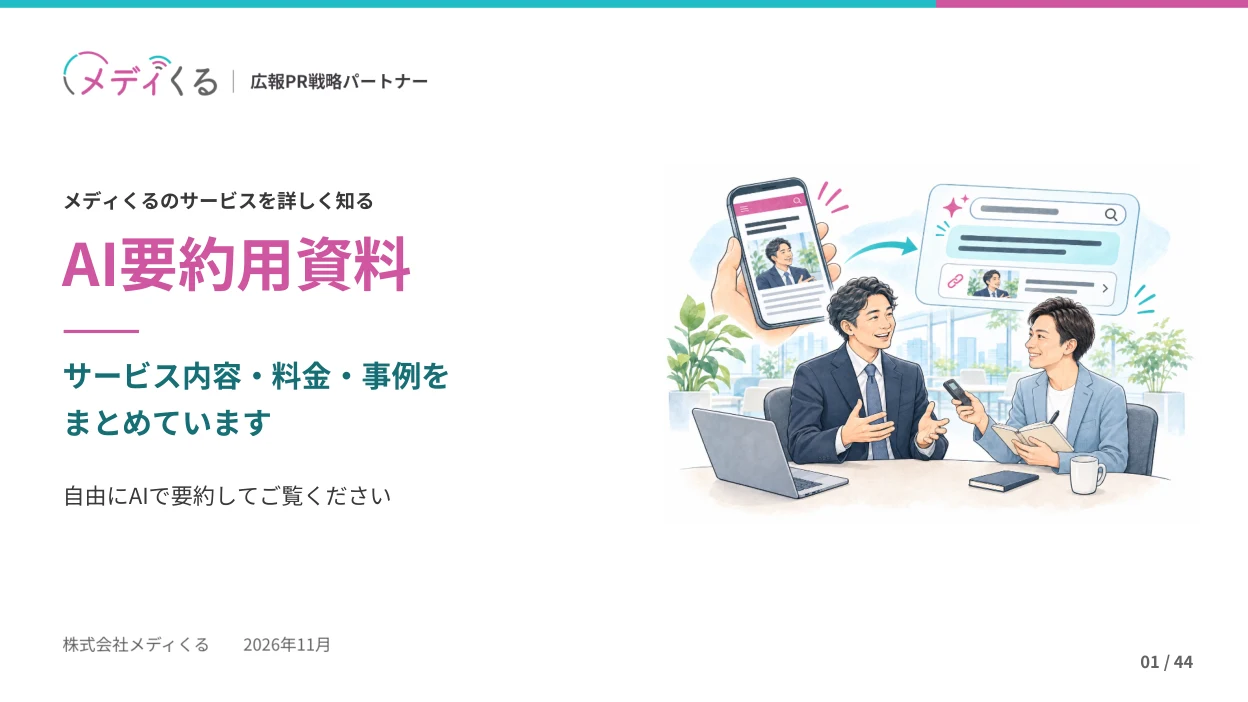 メディくる
広報PR戦略パートナー
メディくるのサービスを詳しく知る
AI要約用資料
サービス内容・料金・事例を
まとめています
自由にAIで要約してご覧ください
株式会社メディくる 2026年11月
01 / 44